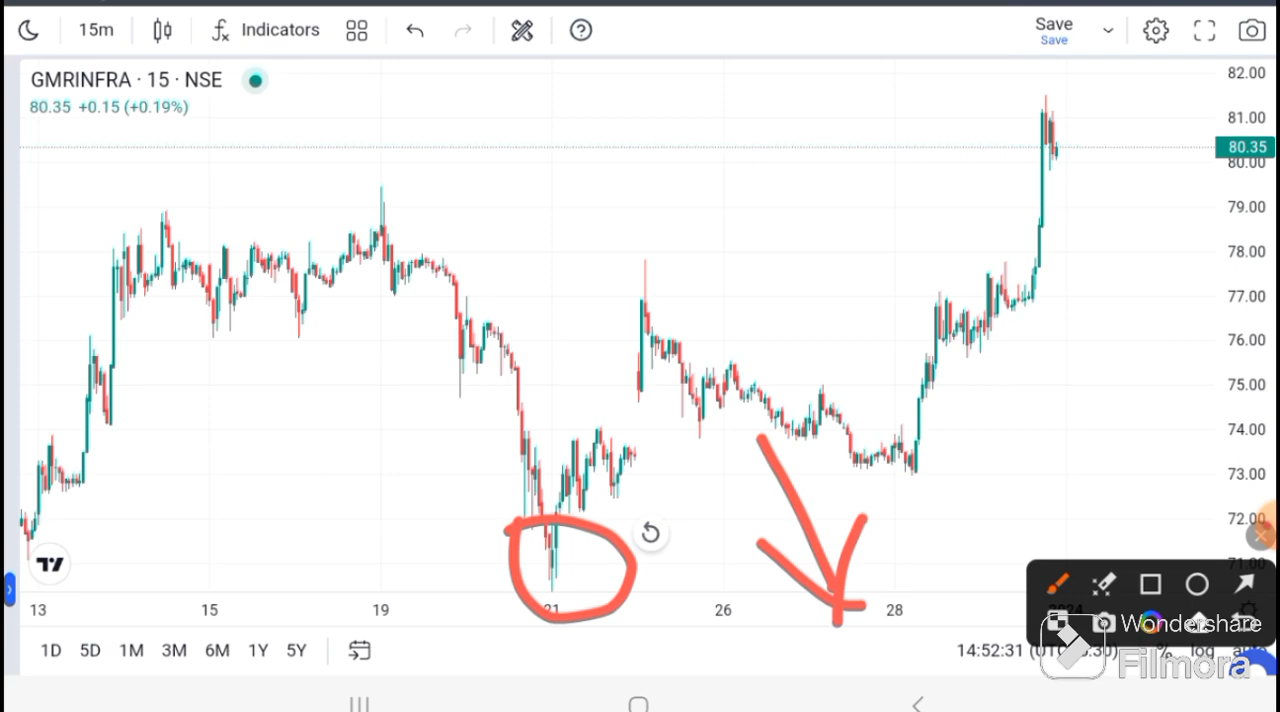 15m Indicators Save
Save
GMRINFRA · 15 · NSE
80.35 +0.15 (+0.19%)
82.00
81.00
80.35
80.00
79.00
78.00
77.00
76.00
75.00
74.00
73.00
72.00
71.00
13 15 19 21 26 28 2024
1D 5D 1M 3M 6M 1Y 5Y 14:52:31 % log auto
Wondershare
Filmora